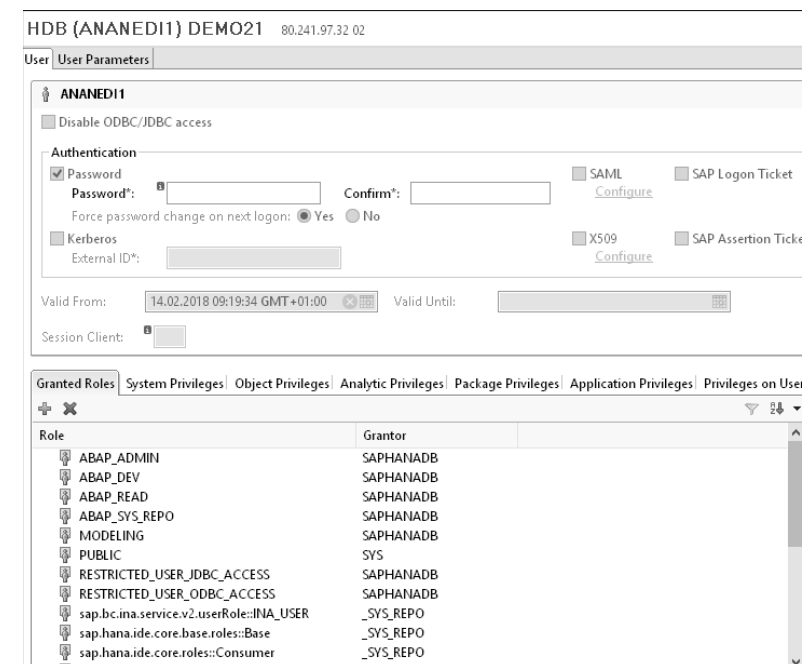 HDB (ANANEDI1) DEMO21 80.241.97.32 02
User User Parameters
ANANEDI1
Disable ODBC/JDBC access
Authentication
Password SAML SAP Logon Ticket
Password*: Confirm*: Configure
Force password change on next logon: Yes No
Kerberos X509 SAP Assertion Ticke
External ID*: Configure
Valid From: 14.02.2018 09:19:34 GMT+01:00 Valid Until:
Session Client:
Granted Roles System Privileges Object Privileges Analytic Privileges Package Privileges Application Privileges Privileges on User
Role Grantor
ABAP_ADMIN SAPHANADB
ABAP_DEV SAPHANADB
ABAP_READ SAPHANADB
ABAP_SYS_REPO SAPHANADB
MODELING SAPHANADB
PUBLIC SYS
RESTRICTED_USER_JDBC_ACCESS SAPHANADB
RESTRICTED_USER_ODBC_ACCESS SAPHANADB
sap.bc.ina.service.v2.userRole::INA_USER _SYS_REPO
sap.hana.ide.core.base.roles::Base _SYS_REPO
sap.hana.ide.core.roles::Consumer _SYS_REPO